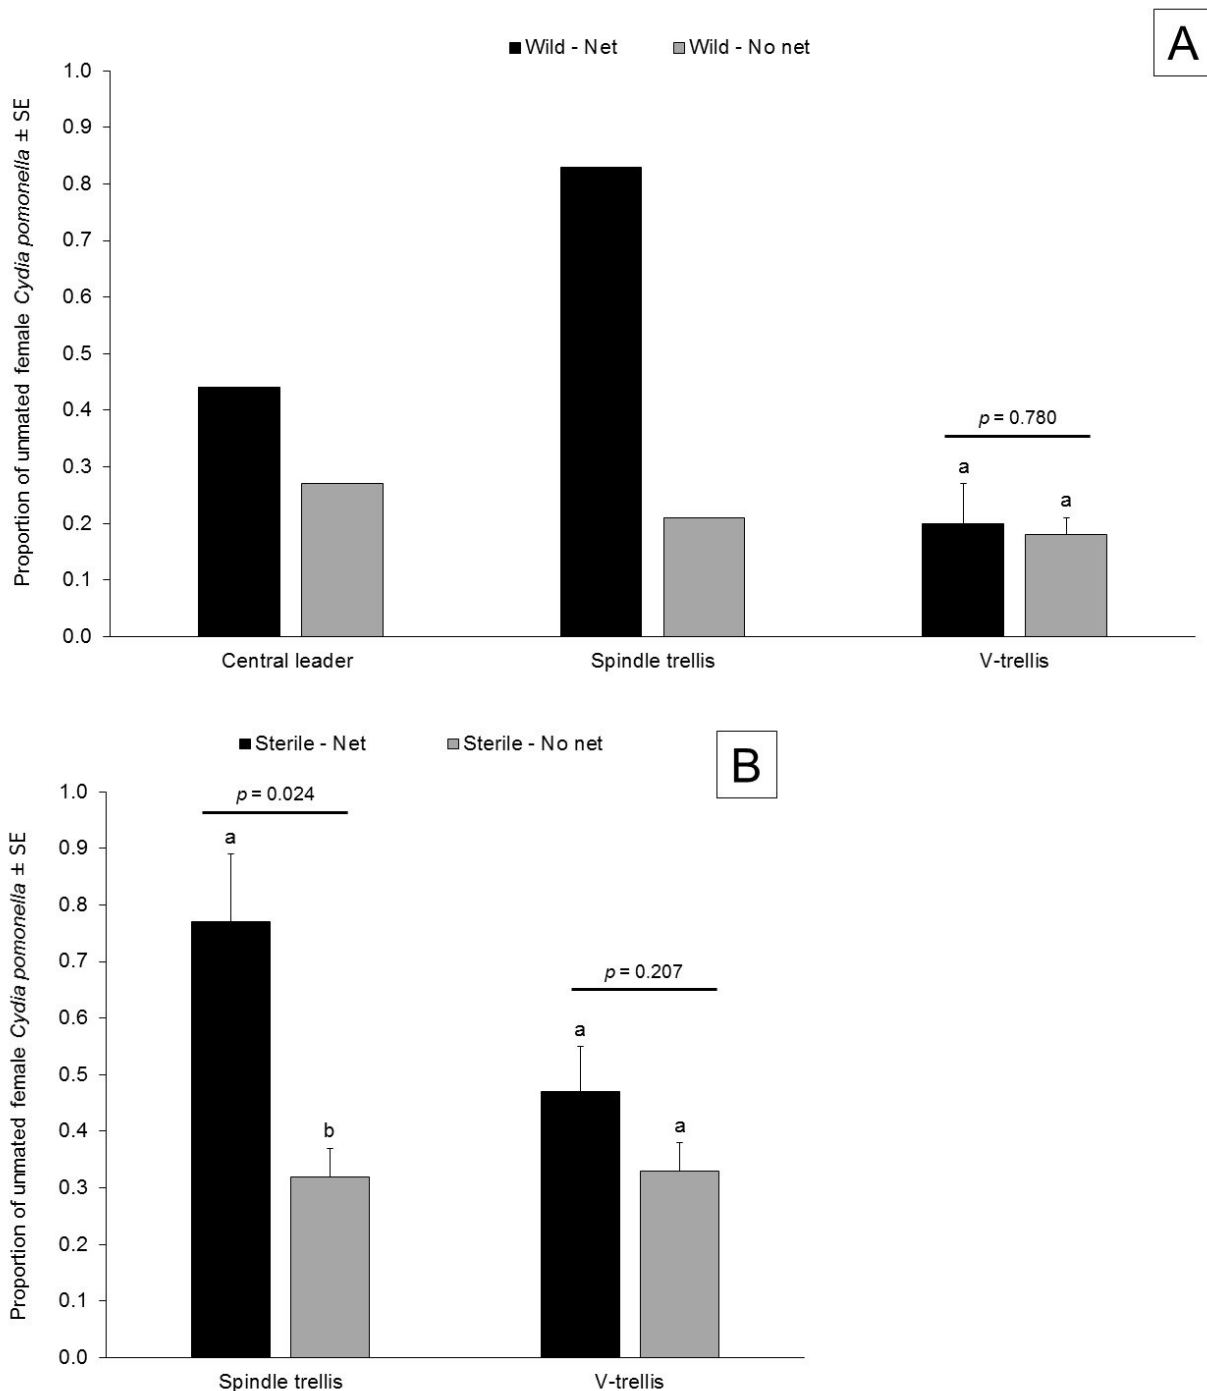 A
Wild - Net Wild - No net
Proportion of unmated female Cydia pomonella ± SE
1.0
0.9
0.8
0.7
0.6
0.5
0.4
0.3
0.2
0.1
0.0
p = 0.780
a
a
Central leader Spindle trellis V-trellis
Sterile - Net Sterile - No net
B
Proportion of unmated female Cydia pomonella ± SE
1.0
0.9
0.8
0.7
0.6
0.5
0.4
0.3
0.2
0.1
0.0
p = 0.024
a
b
p = 0.207
a
a
Spindle trellis V-trellis